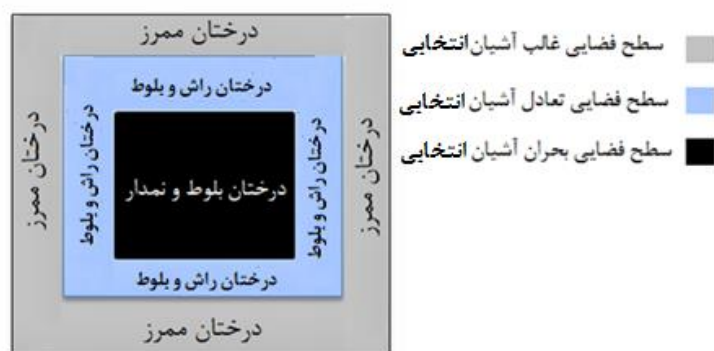 درختان ممرز
درختان راش و بلوط
درختان ممرز
درختان راش و بلوط
درختان بلوط و نمدار
درختان راش و بلوط
درختان ممرز
درختان راش و بلوط
درختان ممرز
سطح فضایی غالب آشیان انتخابی
سطح فضایی تعادل آشیان انتخابی
سطح فضایی بحران آشیان انتخابی